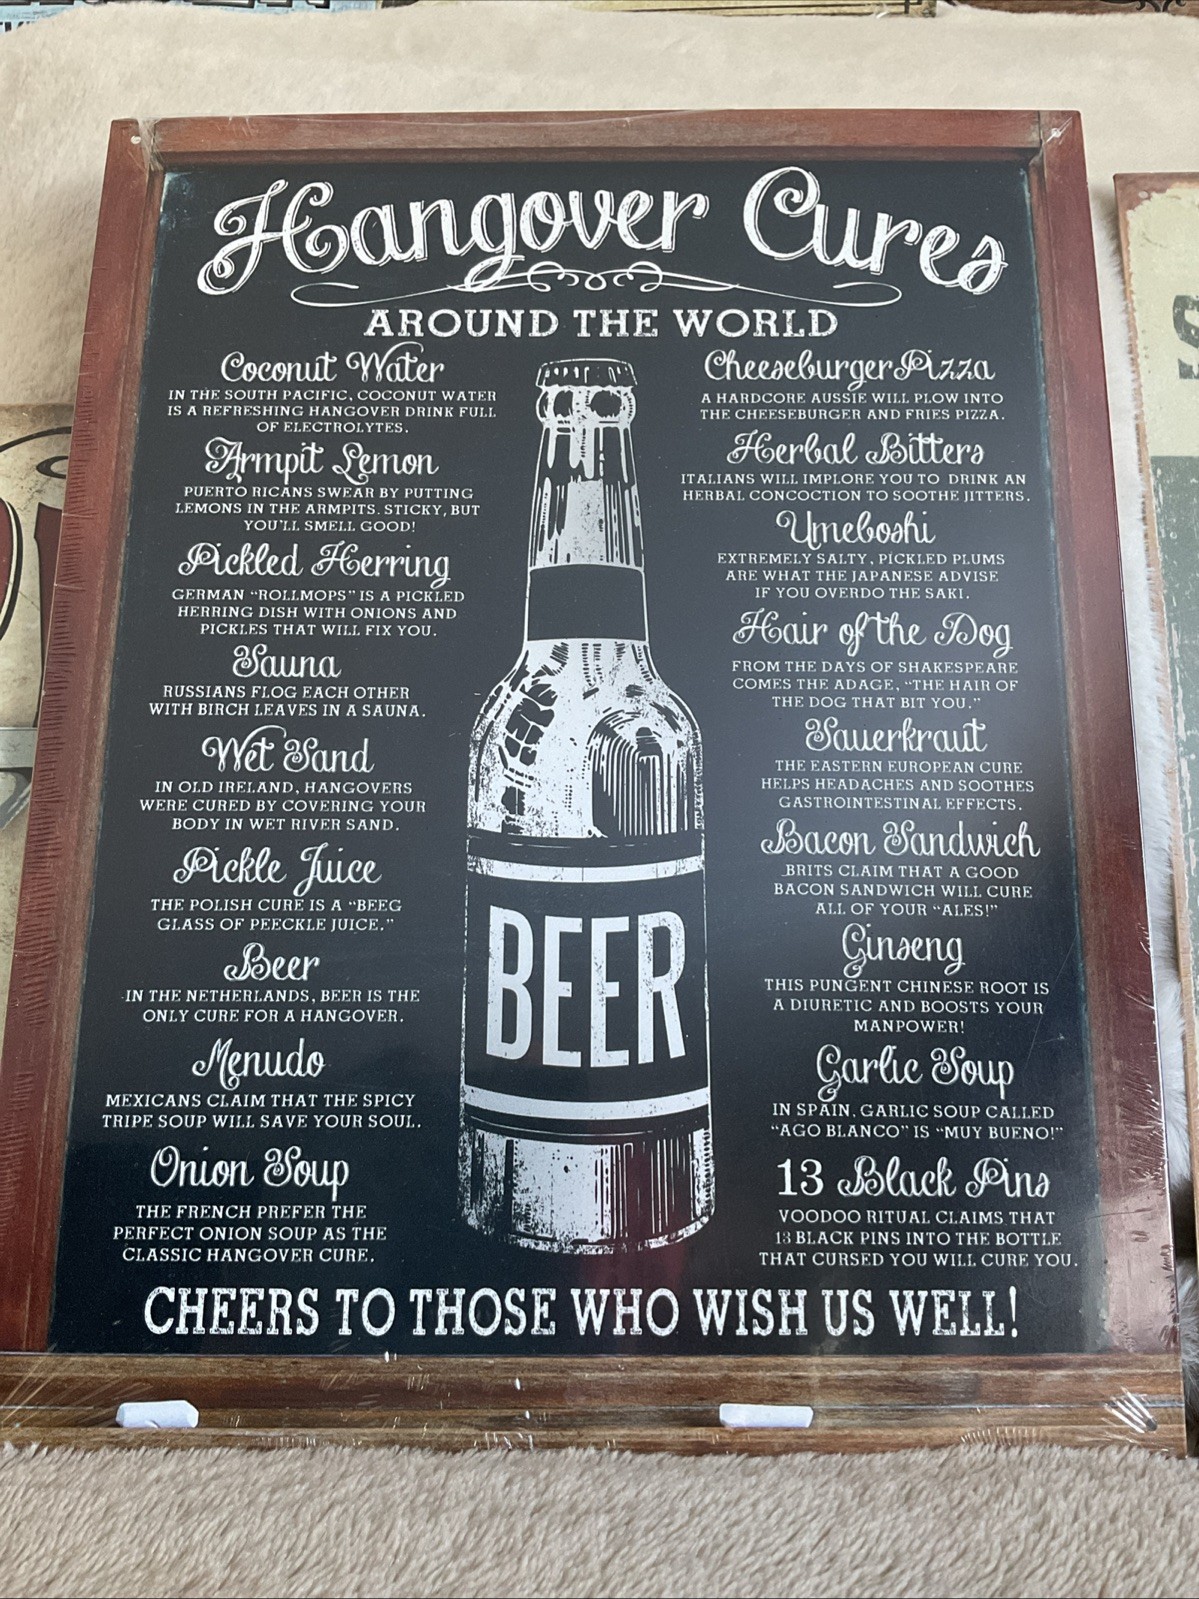 Hangover Cures
AROUND THE WORLD
Coconut Water
IN THE SOUTH PACIFIC, COCONUT WATER
IS A REFRESHING HANGOVER DRINK FULL
OF ELECTROLYTES.
Armpit Lemon
PUERTO RICANS SWEAR BY PUTTING
LEMONS IN THE ARMPITS. STICKY, BUT
YOU'LL SMELL GOOD!
Pickled Herring
GERMAN "ROLLMOPS" IS A PICKLED
HERRING DISH WITH ONIONS AND
PICKLES THAT WILL FIX YOU.
Sauna
RUSSIANS FLOG EACH OTHER
WITH BIRCH LEAVES IN A SAUNA.
Wet Sand
IN OLD IRELAND, HANGOVERS
WERE CURED BY COVERING YOUR
BODY IN WET RIVER SAND.
Pickle Juice
THE POLISH CURE IS A "BEEG
GLASS OF PEECKLE JUICE."
Beer
IN THE NETHERLANDS, BEER IS THE
ONLY CURE FOR A HANGOVER.
Menudo
MEXICANS CLAIM THAT THE SPICY
TRIPE SOUP WILL SAVE YOUR SOUL.
Onion Soup
THE FRENCH PREFER THE
PERFECT ONION SOUP AS THE
CLASSIC HANGOVER CURE.
BEER
Cheeseburger Pizza
A HARDCORE AUSSIE WILL PLOW INTO
THE CHEESEBURGER AND FRIES PIZZA.
Herbal Bitters
ITALIANS WILL IMPLORE YOU TO DRINK AN
HERBAL CONCOCTION TO SOOTHE JITTERS.
Umeboshi
EXTREMELY SALTY, PICKLED PLUMS
ARE WHAT THE JAPANESE ADVISE
IF YOU OVERDO THE SAKI.
Hair of the Dog
FROM THE DAYS OF SHAKESPEARE
COMES THE ADAGE, "THE HAIR OF
THE DOG THAT BIT YOU."
Sauerkraut
THE EASTERN EUROPEAN CURE
HELPS HEADACHES AND SOOTHES
GASTROINTESTINAL EFFECTS.
Bacon Sandwich
BRITS CLAIM THAT A GOOD
BACON SANDWICH WILL CURE
ALL OF YOUR "ALES!"
Ginseng
THIS PUNGENT CHINESE ROOT IS
A DIURETIC AND BOOSTS YOUR
MANPOWER!
Garlic Soup
IN SPAIN, GARLIC SOUP CALLED
"AGO BLANCO" IS "MUY BUENO!"
13 Black Pins
VOODOO RITUAL CLAIMS THAT
13 BLACK PINS INTO THE BOTTLE
THAT CURSED YOU WILL CURE YOU.
CHEERS TO THOSE WHO WISH US WELL!